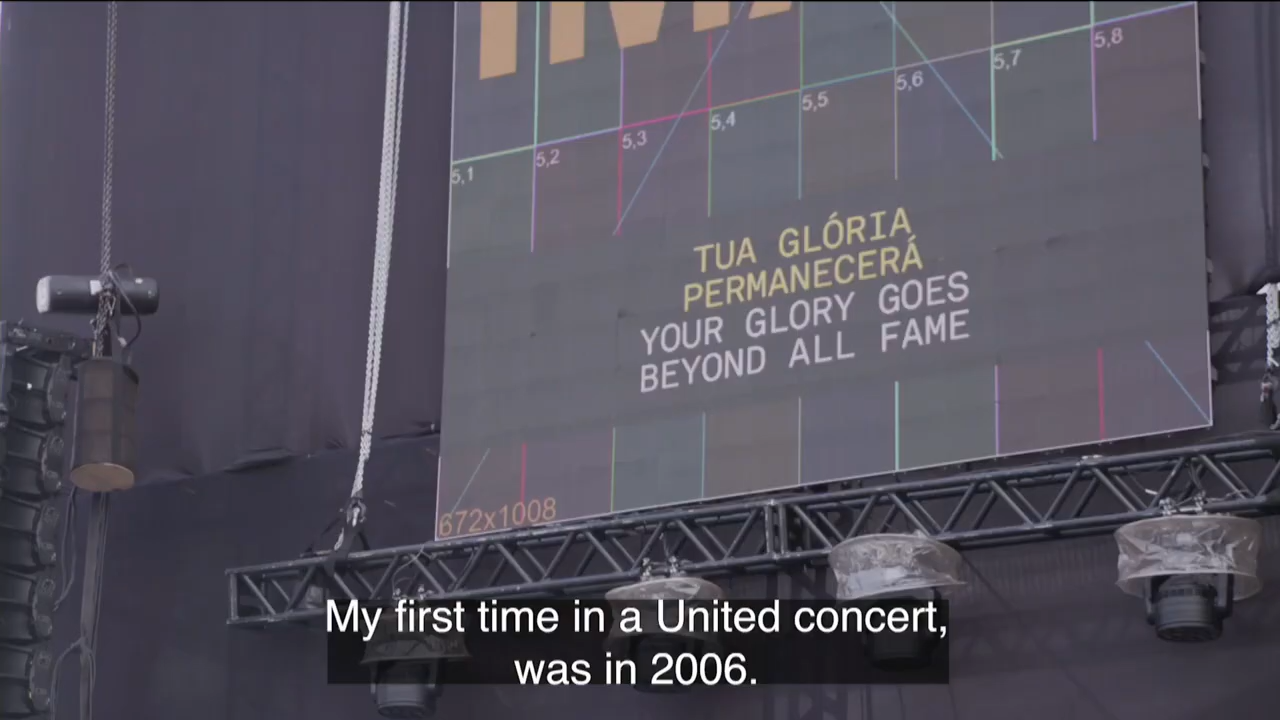 5,1
5,2
5,3
5,4
5,5
5,6
5,7
5,8
TUA GLÓRIA
PERMANECERÁ
YOUR GLORY GOES
BEYOND ALL FAME
672x1008
My first time in a United concert,
was in 2006.